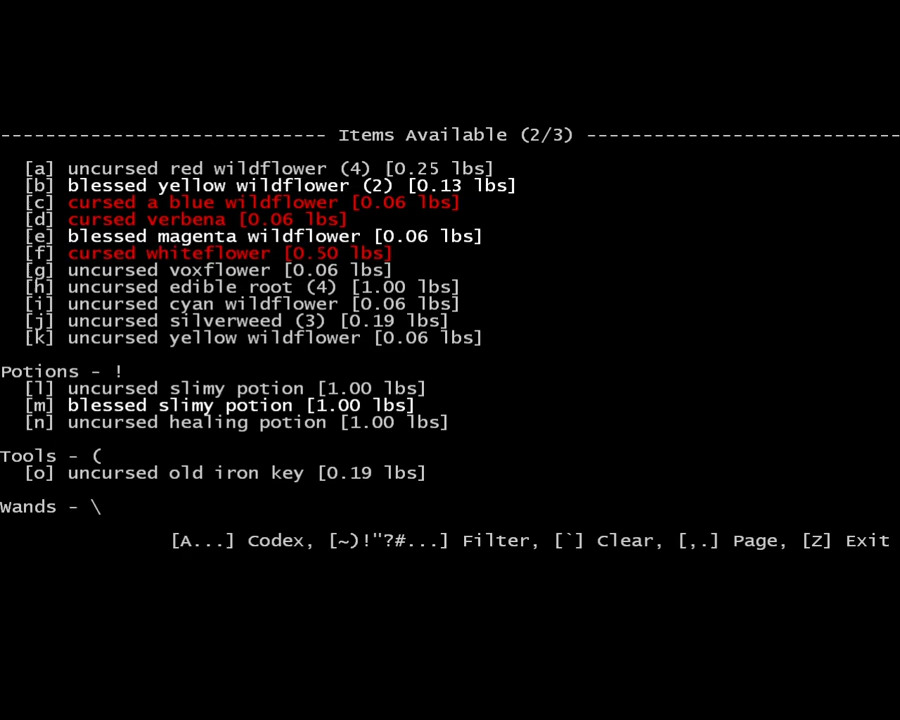 ----------------------------- Items Available (2/3) ----------------------------
[a] uncursed red wildflower (4) [0.25 lbs]
[b] blessed yellow wildflower (2) [0.13 lbs]
[c] cursed a blue wildflower [0.06 lbs]
[d] cursed verbena [0.06 lbs]
[e] blessed magenta wildflower [0.06 lbs]
[f] cursed whiteflower [0.50 lbs]
[g] uncursed voxflower [0.06 lbs]
[h] uncursed edible root (4) [1.00 lbs]
[i] uncursed cyan wildflower [0.06 lbs]
[j] uncursed silverweed (3) [0.19 lbs]
[k] uncursed yellow wildflower [0.06 lbs]
Potions - !
[l] uncursed slimy potion [1.00 lbs]
[m] blessed slimy potion [1.00 lbs]
[n] uncursed healing potion [1.00 lbs]
Tools - (
[o] uncursed old iron key [0.19 lbs]
Wands - \
[A...] Codex, [~)!"?#...] Filter, [`] Clear, [,.] Page, [Z] Exit